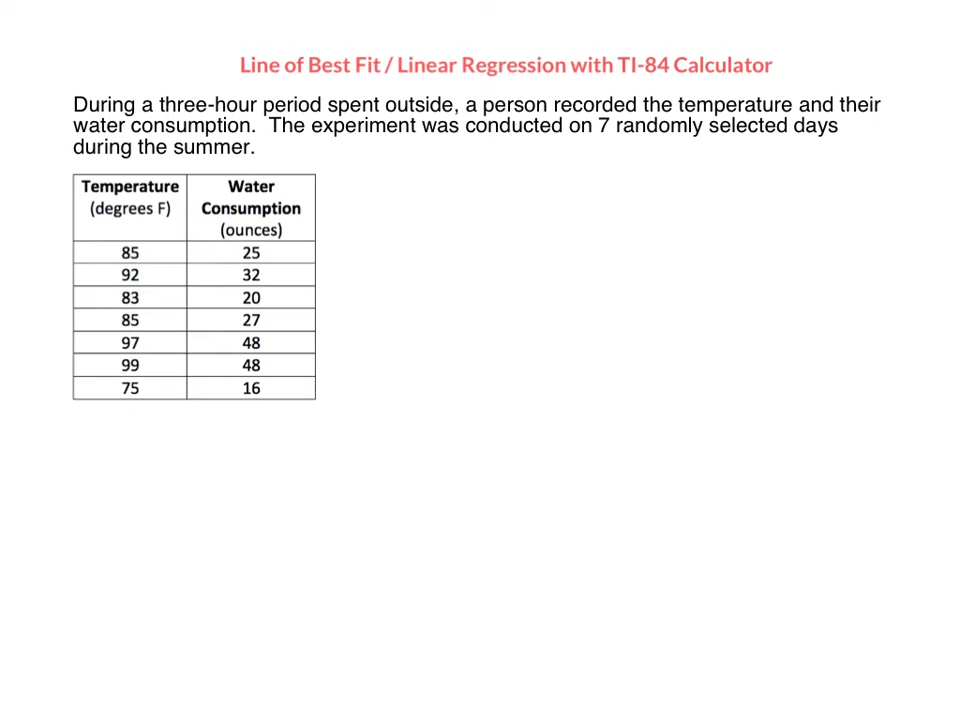 Line of Best Fit / Linear Regression with TI-84 Calculator
During a three-hour period spent outside, a person recorded the temperature and their
water consumption.  The experiment was conducted on 7 randomly selected days
during the summer.
Temperature (degrees F) Water Consumption (ounces)
85 25
92 32
83 20
85 27
97 48
99 48
75 16